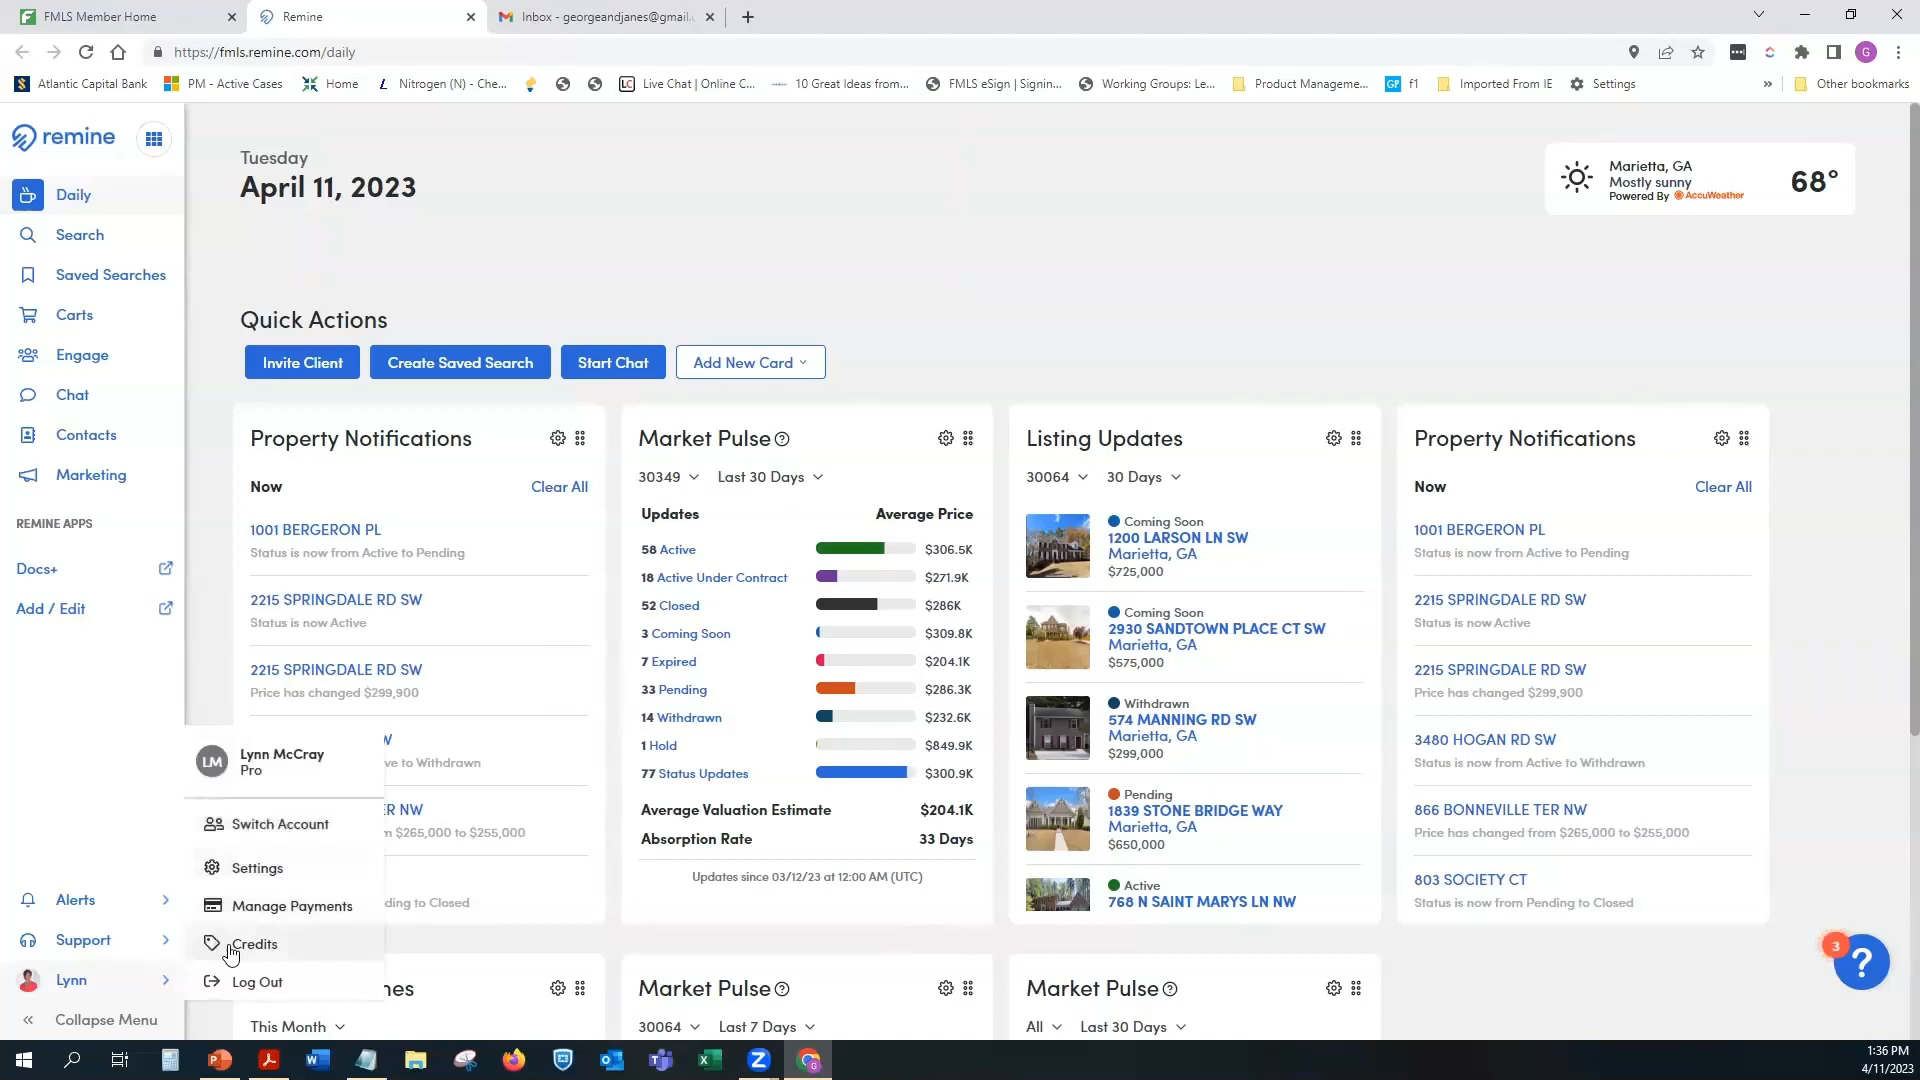 FMLS Member Home
Remine
Inbox - georgeandjanes@gmail.
https://fmls.remine.com/daily
G
Atlantic Capital Bank
PM - Active Cases
Home
Nitrogen (N) - Che...
LC Live Chat | Online C...
10 Great Ideas from...
FMLS eSign | Signin...
Working Groups: Le...
Product Manageme...
GP f1
Imported From IE
Settings
»
Other bookmarks
remine
Daily
Search
Saved Searches
Carts
Engage
Chat
Contacts
Marketing
REMINE APPS
Docs+
Add / Edit
Alerts
Support
Lynn
Collapse Menu
LM Lynn McCray
Pro
Switch Account
Settings
Manage Payments
Credits
Log Out
Tuesday
April 11, 2023
Marietta, GA
Mostly sunny
Powered By AccuWeather
68°
Quick Actions
Invite Client
Create Saved Search
Start Chat
Add New Card
Property Notifications
Now Clear All
1001 BERGERON PL
Status is now from Active to Pending
2215 SPRINGDALE RD SW
Status is now Active
2215 SPRINGDALE RD SW
Price has changed $299,900
W
ve to Withdrawn
ER NW
m $265,000 to $255,000
ding to Closed
Market Pulse
30349 Last 30 Days
Updates Average Price
58 Active $306.5K
18 Active Under Contract $271.9K
52 Closed $286K
3 Coming Soon $309.8K
7 Expired $204.1K
33 Pending $286.3K
14 Withdrawn $232.6K
1 Hold $849.9K
77 Status Updates $300.9K
Average Valuation Estimate $204.1K
Absorption Rate 33 Days
Updates since 03/12/23 at 12:00 AM (UTC)
Listing Updates
30064 30 Days
Coming Soon
1200 LARSON LN SW
Marietta, GA
$725,000
Coming Soon
2930 SANDTOWN PLACE CT SW
Marietta, GA
$575,000
Withdrawn
574 MANNING RD SW
Marietta, GA
$299,000
Pending
1839 STONE BRIDGE WAY
Marietta, GA
$650,000
Active
768 N SAINT MARYS LN NW
Property Notifications
Now Clear All
1001 BERGERON PL
Status is now from Active to Pending
2215 SPRINGDALE RD SW
Status is now Active
2215 SPRINGDALE RD SW
Price has changed $299,900
3480 HOGAN RD SW
Status is now from Active to Withdrawn
866 BONNEVILLE TER NW
Price has changed from $265,000 to $255,000
803 SOCIETY CT
Status is now from Pending to Closed
nes
This Month
Market Pulse
30064 Last 7 Days
Market Pulse
All Last 30 Days
3
?
1:36 PM
4/11/2023